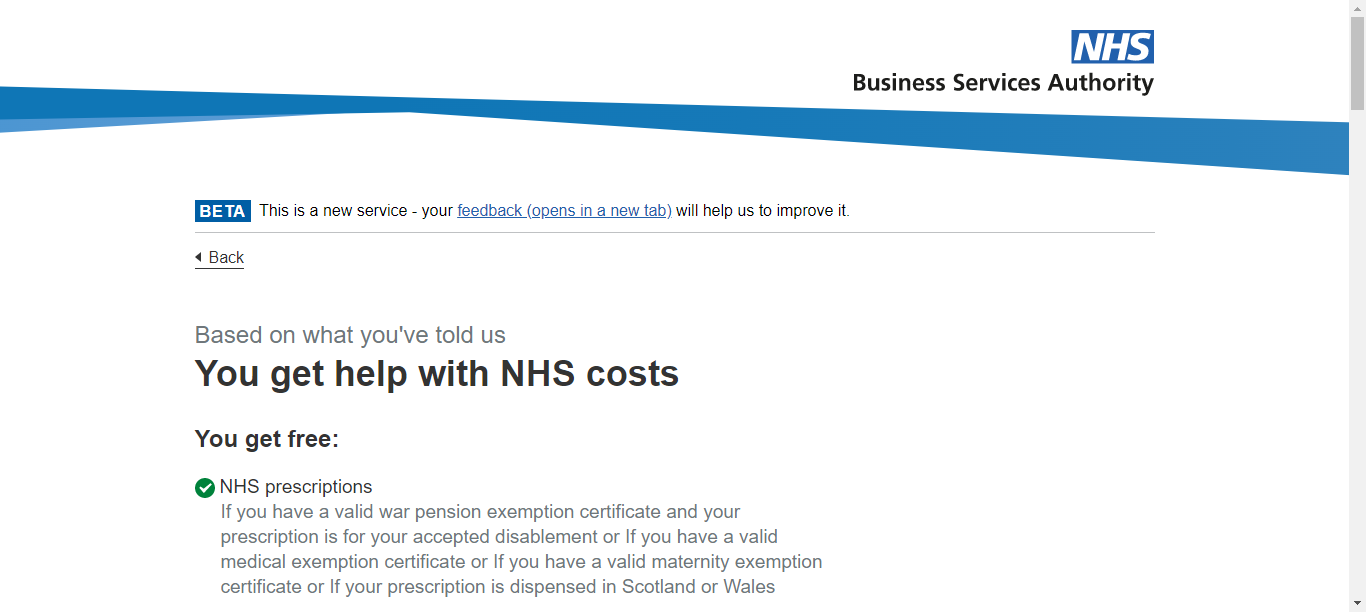 NHS
Business Services Authority
BETA This is a new service - your feedback (opens in a new tab) will help us to improve it.
Back
Based on what you've told us
You get help with NHS costs
You get free:
NHS prescriptions
If you have a valid war pension exemption certificate and your
prescription is for your accepted disablement or If you have a valid
medical exemption certificate or If you have a valid maternity exemption
certificate or If your prescription is dispensed in Scotland or Wales